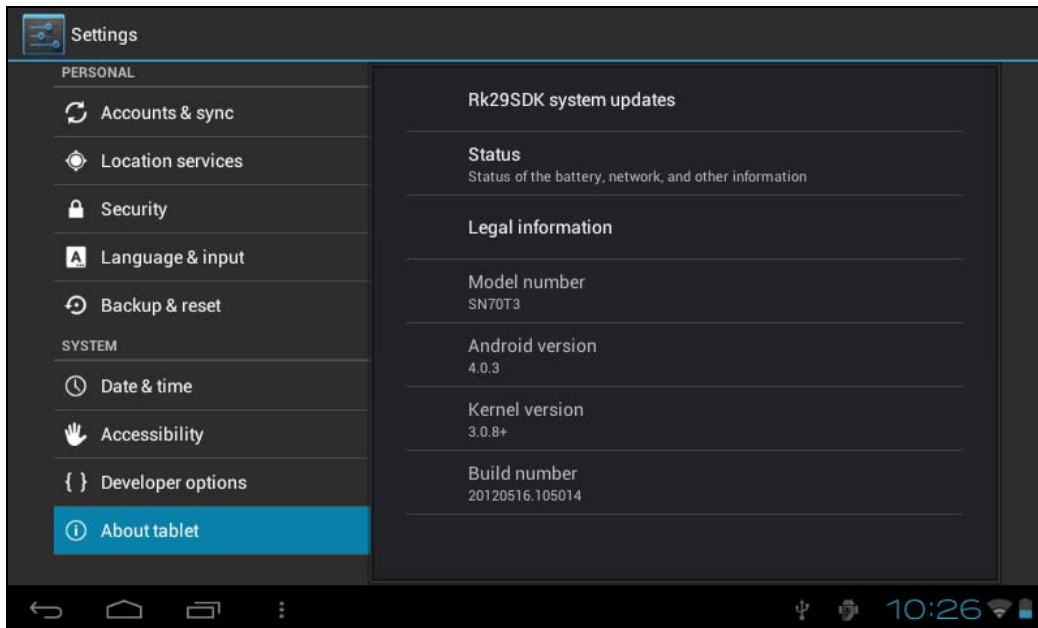 Settings
PERSONAL
Accounts & sync
Location services
Security
Language & input
Backup & reset
SYSTEM
Date & time
Accessibility
{ } Developer options
About tablet
Rk29SDK system updates
Status
Status of the battery, network, and other information
Legal information
Model number
SN70T3
Android version
4.0.3
Kernel version
3.0.8+
Build number
20120516.105014
10:26